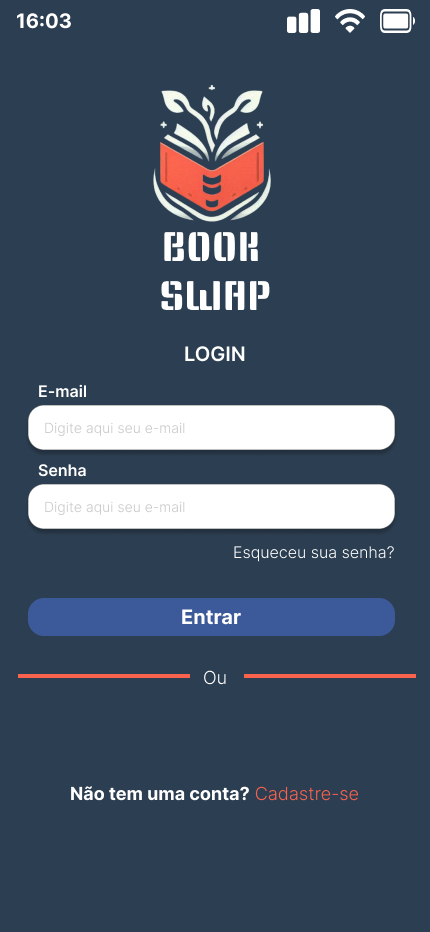 16:03
BOOK
SWAP
LOGIN
E-mail
Digite aqui seu e-mail
Senha
Digite aqui seu e-mail
Esqueceu sua senha?
Entrar
Ou
Não tem uma conta? Cadastre-se